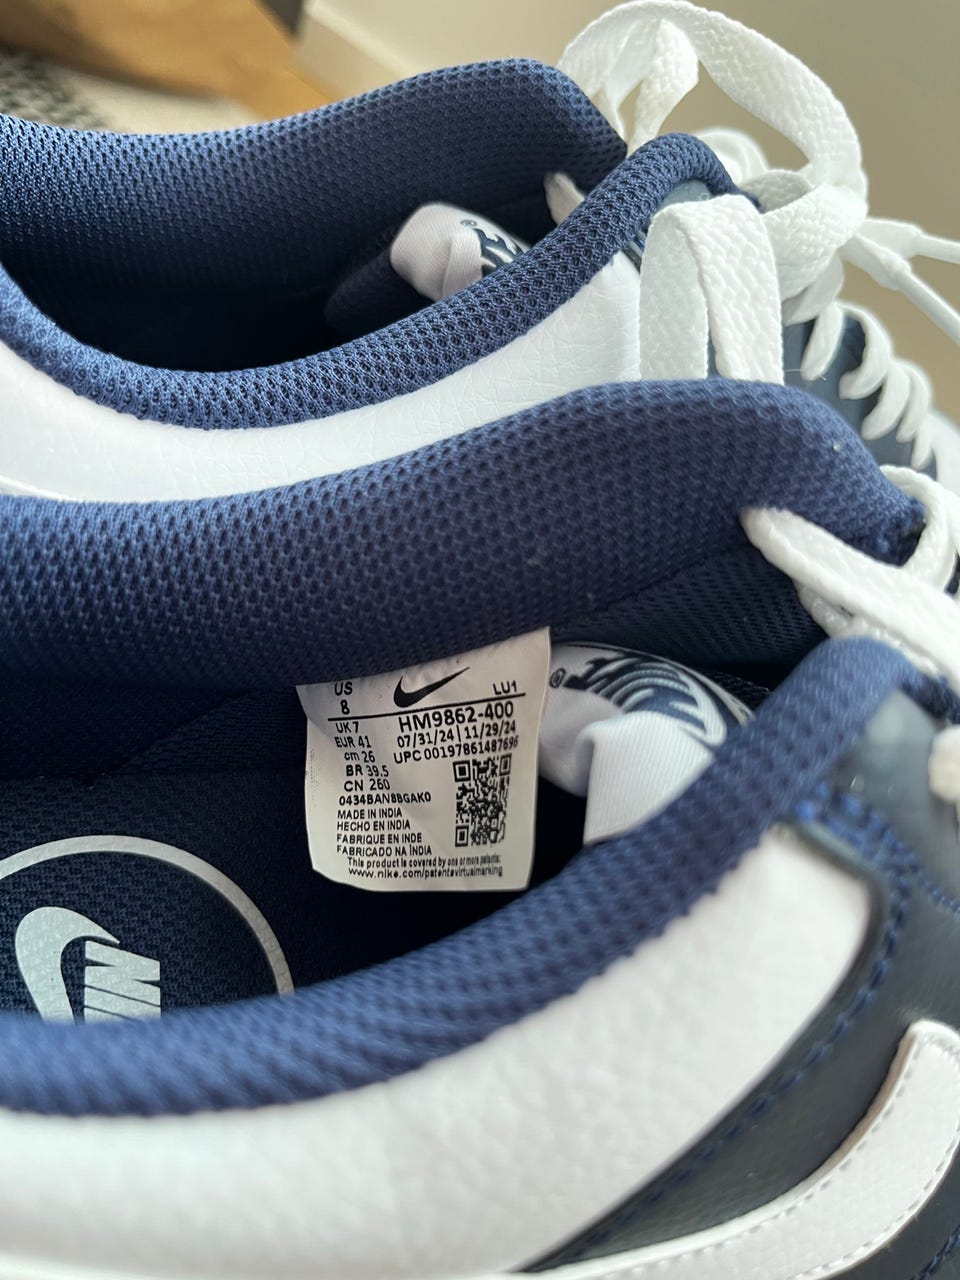 US
8
LU1
HM9862-400
UK 7
07/31/24 | 11/29/24
EUR 41
UPC 00197861487696
cm 26
BR 39.5
CN 260
0434BAN8BGAK0
MADE IN INDIA
HECHO EN INDIA
FABRIQUE EN INDE
FABRICADO NA ÍNDIA
This product is covered by one or more patents:
www.nike.com/patentsvirtualmarking